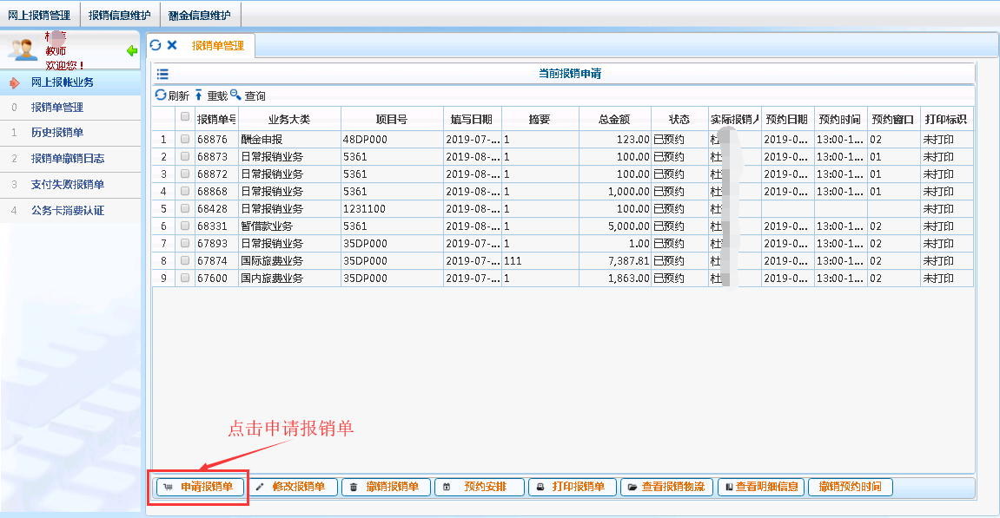 网上报销管理 报销信息维护 酬金信息维护
教师
欢迎您！
网上报帐业务
0 报销单管理
1 历史报销单
2 报销单撤销日志
3 支付失败报销单
4 公务卡消费认证
报销单管理
当前报销申请
刷新 重载 查询
报销单号 业务大类 项目号 填写日期 摘要 总金额 状态 实际报销人 预约日期 预约时间 预约窗口 打印标识
1 68876 酬金申报 48DP000 2019-07-... 1 123.00 已预约 杜 2019-0... 13:00-1... 02 未打印
2 68873 日常报销业务 5361 2019-08-... 1 100.00 已预约 杜 2019-0... 13:00-1... 01 未打印
3 68872 日常报销业务 5361 2019-08-... 1 100.00 已预约 杜 2019-0... 13:00-1... 01 未打印
4 68868 日常报销业务 5361 2019-08-... 1 1,000.00 已预约 杜 2019-0... 13:00-1... 01 未打印
5 68428 日常报销业务 1231100 2019-08-... 1 100.00 已预约 杜 未打印
6 68331 暂借款业务 5361 2019-08-... 1 5,000.00 已预约 杜 2019-0... 13:00-1... 02 未打印
7 67893 日常报销业务 35DP000 2019-07-... 1 1.00 已预约 杜 2019-0... 13:00-1... 02 未打印
8 67874 国际旅费业务 35DP000 2019-07-... 111 7,387.81 已预约 杜 2019-0... 13:00-1... 02 未打印
9 67600 国内旅费业务 35DP000 2019-07-... 1 1,863.00 已预约 杜 2019-0... 13:00-1... 02 未打印
点击申请报销单
申请报销单 修改报销单 撤销报销单 预约安排 打印报销单 查看报销物流 查看明细信息 撤销预约时间